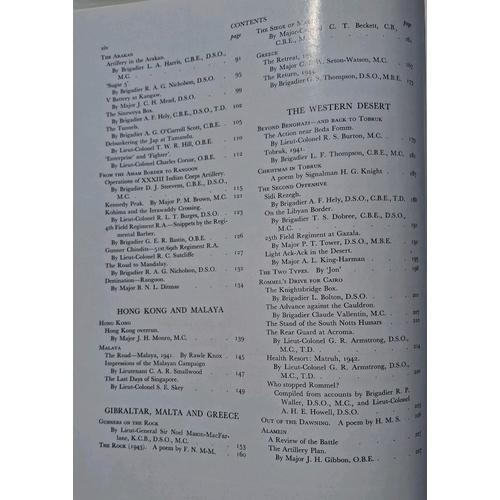 xiv
CONTENTS
page
THE ARAKAN
Artillery in the Arakan.
By Brigadier L. A. Harris, C.B.E., D.S.O., M.C. 91
'Sugar 5'
By Brigadier R. A. G. Nicholson, D.S.O. 95
V Battery at Kangaw.
By Major J. H. Mead, D.S.O. 99
The Sinzweya Box.
By Brigadier A. F. Hely, C.B.E., D.S.O., T.D. 102
The Tunnels.
By Brigadier A. G. O'Carroll Scott, C.B.E. 105
Debunkering the Jap at Tamandu.
By Lieut-Colonel T. W. R. Hill, O.B.E. 110
'Enterprise' and 'Fighter'.
By Lieut-Colonel Charles Corsar, O.B.E. 112
FROM THE ASSAM BORDER TO RANGOON
Operations of XXXIII Indian Corps Artillery.
By Brigadier D. J. Steevens, C.B.E., D.S.O., M.C. 115
Kennedy Peak. By Major P. M. Brown, M.C. 121
Kohima and the Irrawaddy Crossing.
By Lieut-Colonel R. L. T. Burges, D.S.O. 123
4th Field Regiment R.A.—Snippets by the Regimental Barber.
By Brigadier G. E. R. Bastin, O.B.E. 126
Gunner Chindits—51st/69th Regiment R.A.
By Lieut-Colonel R. C. Sutcliffe 127
The Road to Mandalay.
By Brigadier R. A. G. Nicholson, D.S.O. 132
Destination—Rangoon.
By Major B. N. L. Ditmas 134
HONG KONG AND MALAYA
HONG KONG
Hong Kong overrun.
By Major J. H. Monro, M.C. 139
MALAYA
The Road—Malaya, 1941. By Rawle Knox 145
Impressions of the Malayan Campaign
By Lieutenant C. A. R. Smallwood 147
The Last Days of Singapore.
By Lieut-Colonel S. E. Skey 149
GIBRALTAR, MALTA AND GREECE
GUNNERS ON THE ROCK
By Lieut-General Sir Noel Mason-MacFarlane, K.C.B., D.S.O., M.C. 153
THE ROCK (1943). A poem by F. N. M-M. 160
page
THE SIEGE OF
By Major- C. T. Beckett, C.B., C.B.E., M.C. 161
GREECE
The Retreat,
By Major C. Seton-Watson, M.C.
The Return, 1944.
By Brigadier G. S. Thompson, D.S.O., M.B.E. 175
THE WESTERN DESERT
BEYOND BENGHAZI—AND BACK TO TOBRUK
The Action near Beda Fomm.
By Lieut-Colonel R. S. Burton, M.C. 179
Tobruk, 1941.
By Brigadier L. F. Thompson, C.B.E., M.C.
CHRISTMAS IN TOBRUK
A poem by Signalman H. G. Knight
THE SECOND OFFENSIVE
Sidi Rezegh.
By Brigadier A. F. Hely, D.S.O., C.B.E., T.D.
On the Libyan Border.
By Brigadier T. S. Dobree, C.B.E., D.S.O., M.C.
25th Field Regiment at Gazala.
By Major P. T. Tower, D.S.O., M.B.E.
Light Ack-Ack in the Desert.
By Major A. L. King-Harman
THE TWO TYPES. By 'Jon' 198
ROMMEL'S DRIVE FOR CAIRO
The Knightsbridge Box.
By Brigadier L. Bolton, D.S.O.
The Advance against the Cauldron.
By Brigadier Claude Vallentin, M.C.
The Stand of the South Notts Hussars
The Rear Guard at Acroma.
By Lieut-Colonel G. R. Armstrong, D.S.O., M.C., T.D.
Health Resort: Matruh, 1942.
By Lieut-Colonel G. R. Armstrong, D.S.O., M.C., T.D.
Who stopped Rommel?
Compiled from accounts by Brigadier R. P. Waller, D.S.O., M.C., and Lieut-Colonel A. H. E. Howell, D.S.O.
OUT OF THE DAWNING. A poem by H. M. S.
ALAMEIN
A Review of the Battle
The Artillery Plan.
By Major J. H. Gibbon, O.B.E. 227